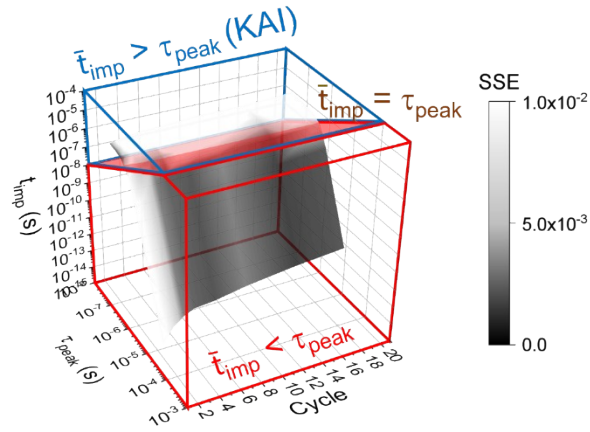 t̄imp > τpeak (KAI)
t̄imp = τpeak
SSE
1.0x10⁻²
5.0x10⁻³
0.0
10⁻⁴
10⁻⁵
10⁻⁶
10⁻⁷
10⁻⁸
10⁻⁹
10⁻¹⁰
10⁻¹¹
10⁻¹²
10⁻¹³
10⁻¹⁴
10⁻¹⁵
timp (s)
10⁻⁷
10⁻⁶
10⁻⁵
10⁻⁴
10⁻³
τpeak (s)
t̄imp < τpeak
2 4 6 8 10 12 14 16 18 20
Cycle